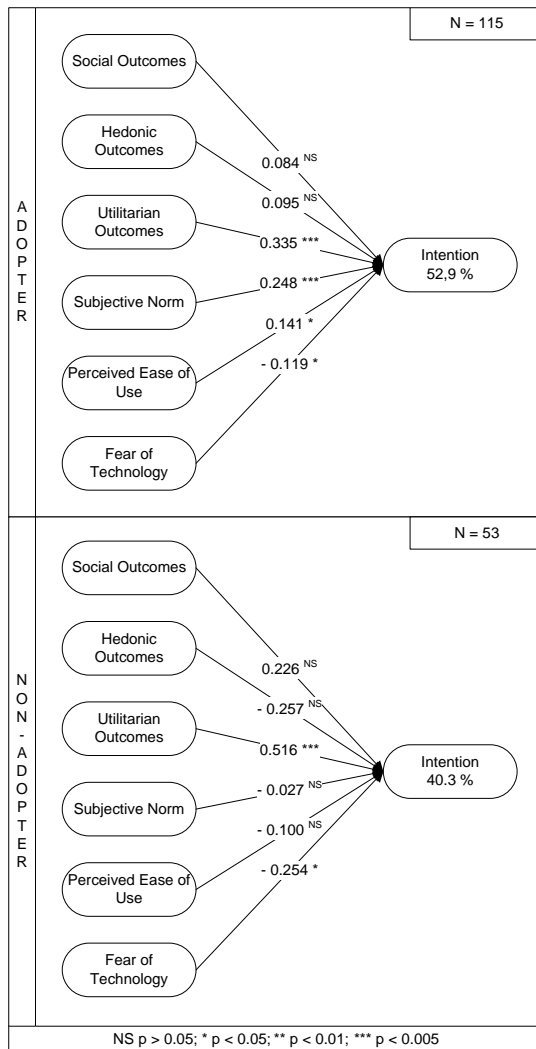 N = 115
ADOPTER
Social Outcomes
Hedonic
Outcomes
Utilitarian
Outcomes
Subjective Norm
Perceived Ease of
Use
Fear of
Technology
0.084 NS
0.095 NS
0.335 ***
0.248 ***
0.141 *
- 0.119 *
Intention
52,9 %
N = 53
NON-ADOPTER
Social Outcomes
Hedonic
Outcomes
Utilitarian
Outcomes
Subjective Norm
Perceived Ease of
Use
Fear of
Technology
0.226 NS
- 0.257 NS
0.516 ***
- 0.027 NS
- 0.100 NS
- 0.254 *
Intention
40.3 %
NS p > 0.05; * p < 0.05; ** p < 0.01; *** p < 0.005